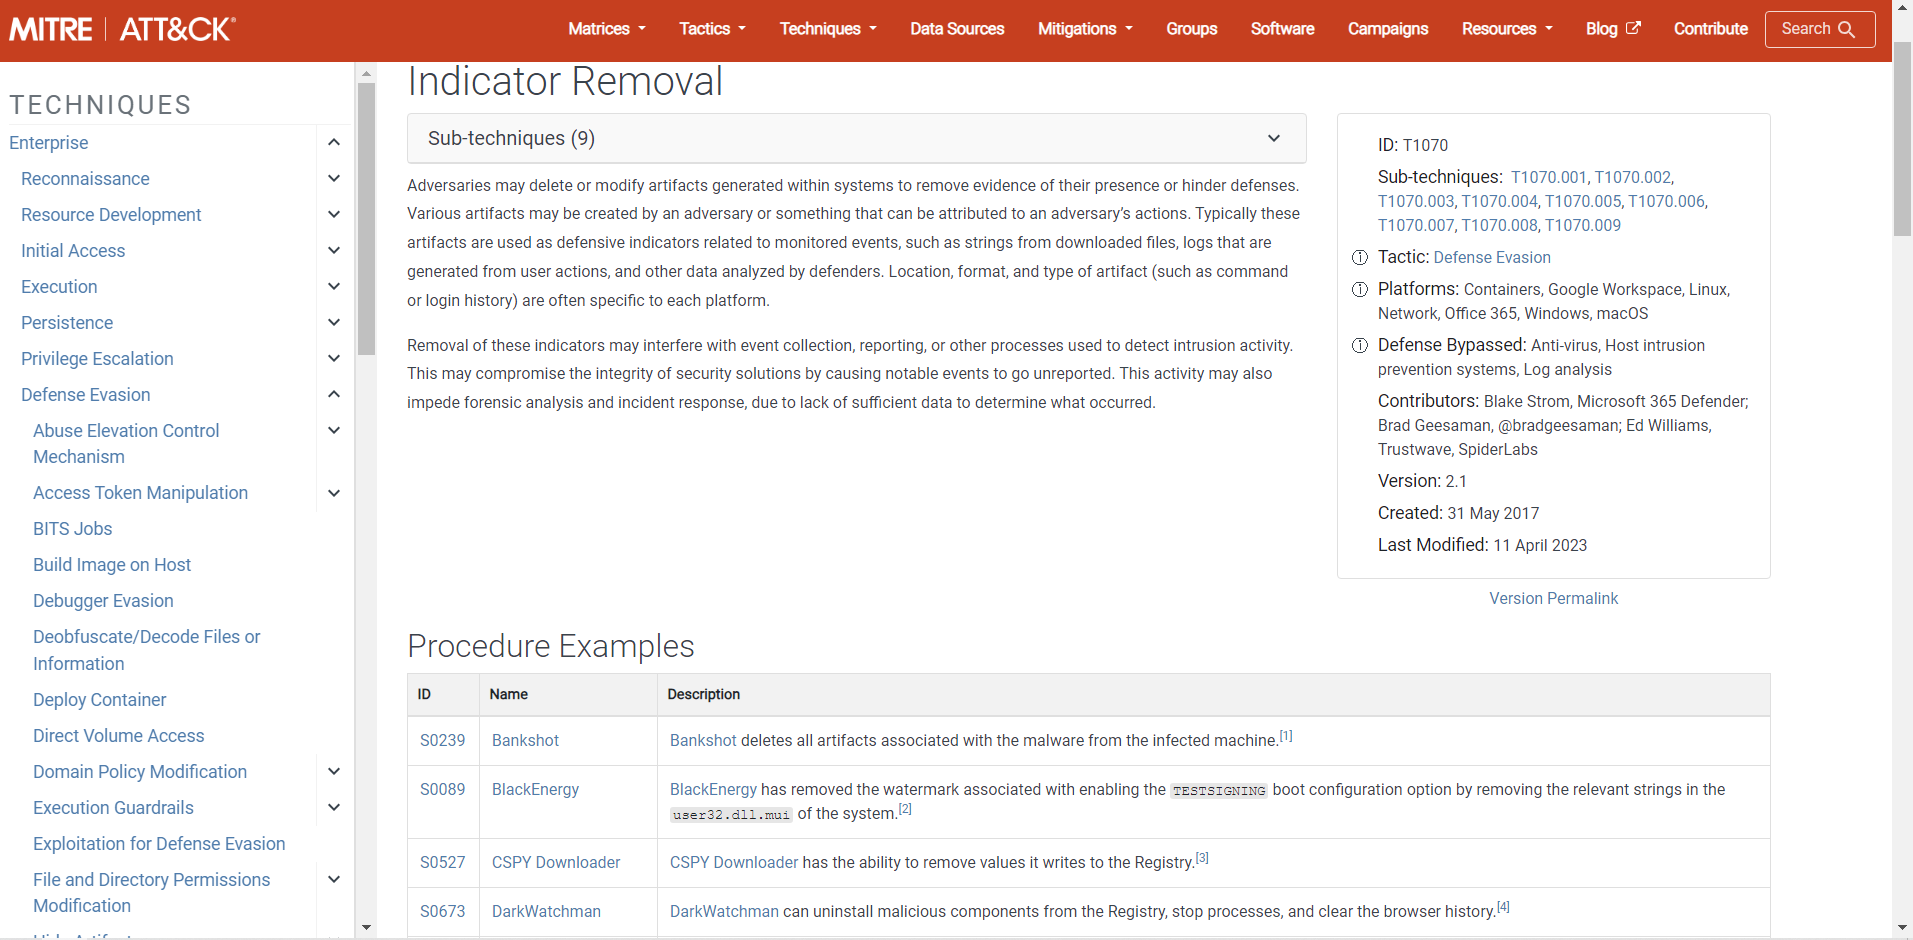 MITRE | ATT&CK®
Matrices
Tactics
Techniques
Data Sources
Mitigations
Groups
Software
Campaigns
Resources
Blog
Contribute
Search
TECHNIQUES
Enterprise
Reconnaissance
Resource Development
Initial Access
Execution
Persistence
Privilege Escalation
Defense Evasion
Abuse Elevation Control
Mechanism
Access Token Manipulation
BITS Jobs
Build Image on Host
Debugger Evasion
Deobfuscate/Decode Files or
Information
Deploy Container
Direct Volume Access
Domain Policy Modification
Execution Guardrails
Exploitation for Defense Evasion
File and Directory Permissions
Modification
Indicator Removal
Sub-techniques (9)
Adversaries may delete or modify artifacts generated within systems to remove evidence of their presence or hinder defenses.
Various artifacts may be created by an adversary or something that can be attributed to an adversary’s actions. Typically these
artifacts are used as defensive indicators related to monitored events, such as strings from downloaded files, logs that are
generated from user actions, and other data analyzed by defenders. Location, format, and type of artifact (such as command
or login history) are often specific to each platform.
Removal of these indicators may interfere with event collection, reporting, or other processes used to detect intrusion activity.
This may compromise the integrity of security solutions by causing notable events to go unreported. This activity may also
impede forensic analysis and incident response, due to lack of sufficient data to determine what occurred.
ID: T1070
Sub-techniques: T1070.001, T1070.002,
T1070.003, T1070.004, T1070.005, T1070.006,
T1070.007, T1070.008, T1070.009
Tactic: Defense Evasion
Platforms: Containers, Google Workspace, Linux,
Network, Office 365, Windows, macOS
Defense Bypassed: Anti-virus, Host intrusion
prevention systems, Log analysis
Contributors: Blake Strom, Microsoft 365 Defender;
Brad Geesaman, @bradgeesaman; Ed Williams,
Trustwave, SpiderLabs
Version: 2.1
Created: 31 May 2017
Last Modified: 11 April 2023
Version Permalink
Procedure Examples
ID Name Description
S0239 Bankshot Bankshot deletes all artifacts associated with the malware from the infected machine.[1]
S0089 BlackEnergy BlackEnergy has removed the watermark associated with enabling the TESTSIGNING boot configuration option by removing the relevant strings in the
user32.dll.mui of the system.[2]
S0527 CSPY Downloader CSPY Downloader has the ability to remove values it writes to the Registry.[3]
S0673 DarkWatchman DarkWatchman can uninstall malicious components from the Registry, stop processes, and clear the browser history.[4]